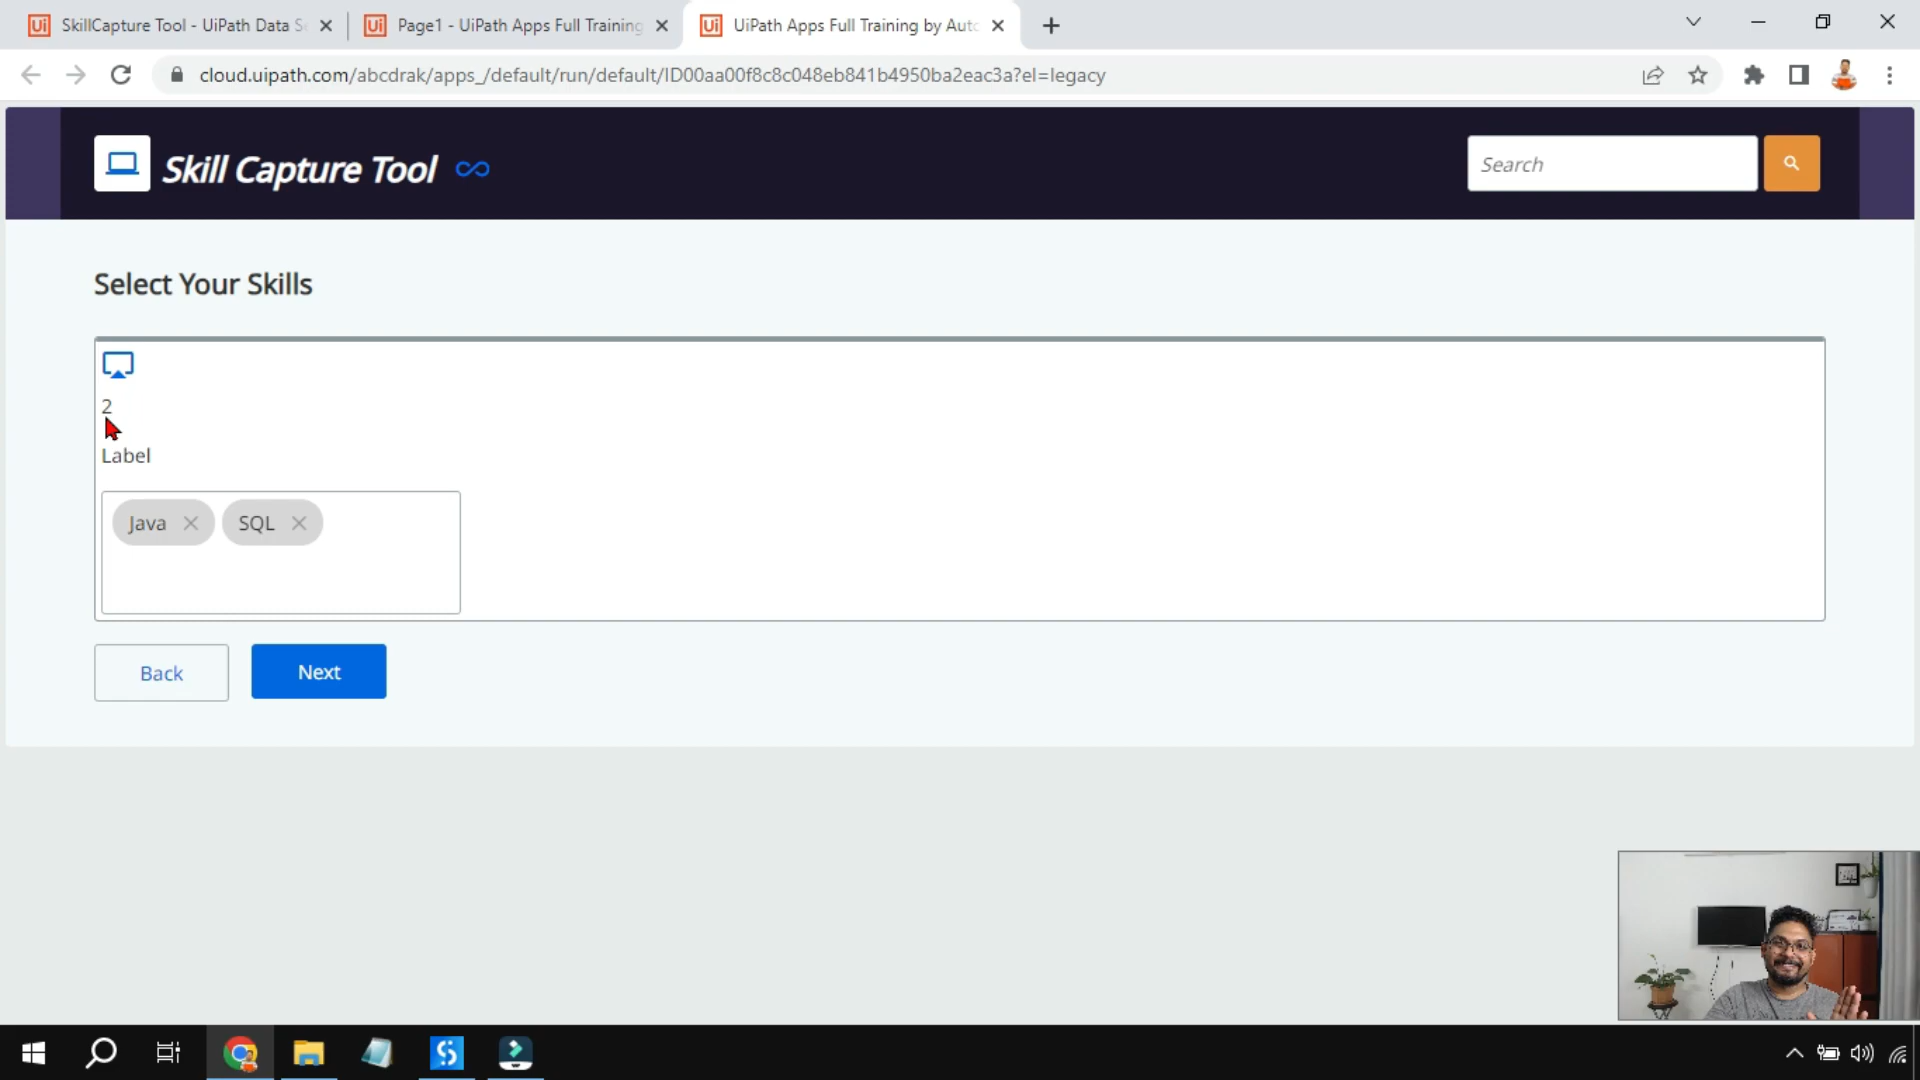 SkillCapture Tool - UiPath Data S
Page1 - UiPath Apps Full Training
UiPath Apps Full Training by Auto
cloud.uipath.com/abcdrak/apps_/default/run/default/ID00aa00f8c8c048eb841b4950ba2eac3a?el=legacy
Skill Capture Tool
Search
Select Your Skills
2
Label
Java SQL
Back Next